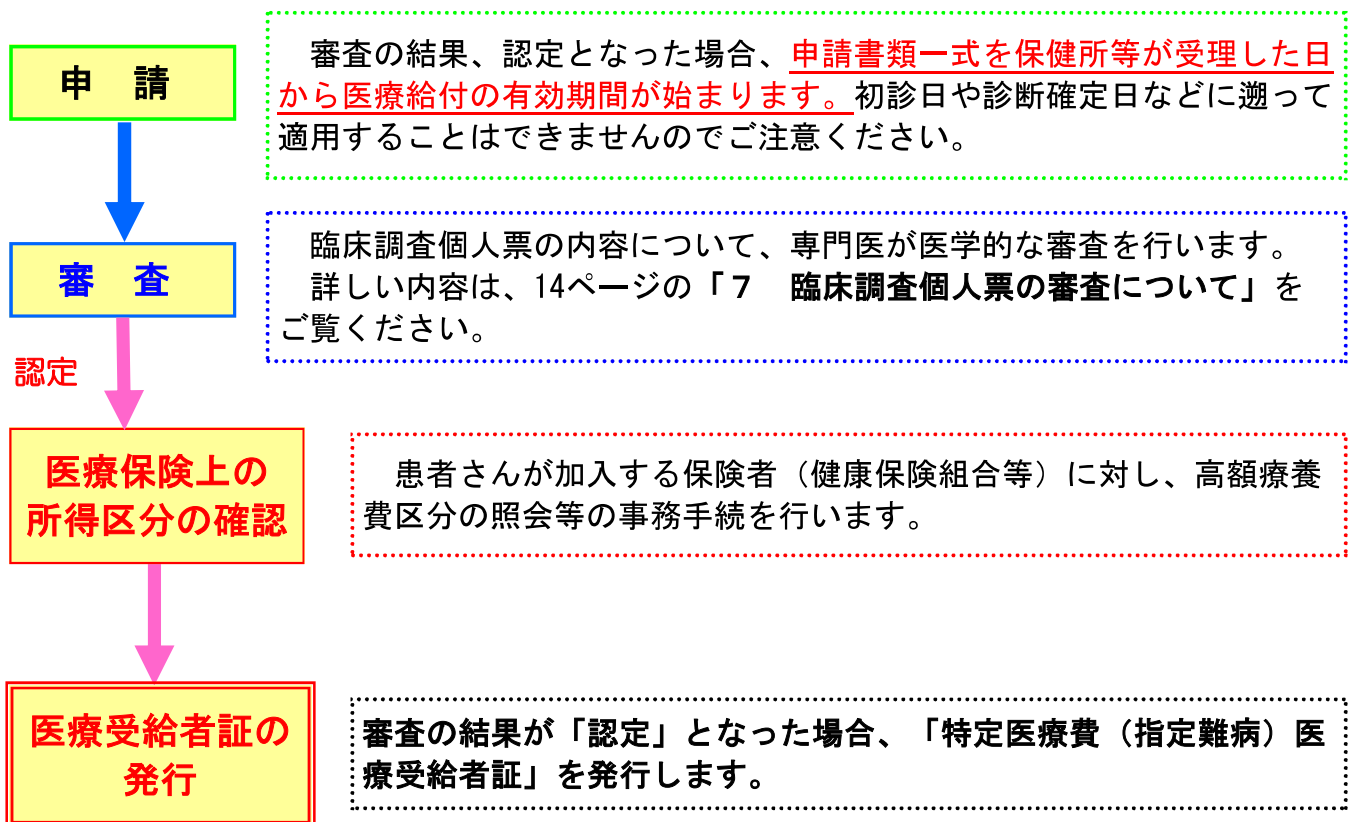 申　請
審査の結果、認定となった場合、申請書類一式を保健所等が受理した日
から医療給付の有効期間が始まります。初診日や診断確定日などに遡って
適用することはできませんのでご注意ください。
審　査
臨床調査個人票の内容について、専門医が医学的な審査を行います。
詳しい内容は、14ページの「７　臨床調査個人票の審査について」を
ご覧ください。
認定
医療保険上の
所得区分の確認
患者さんが加入する保険者（健康保険組合等）に対し、高額療養
費区分の照会等の事務手続を行います。
医療受給者証の
発行
審査の結果が「認定」となった場合、「特定医療費（指定難病）医
療受給者証」を発行します。